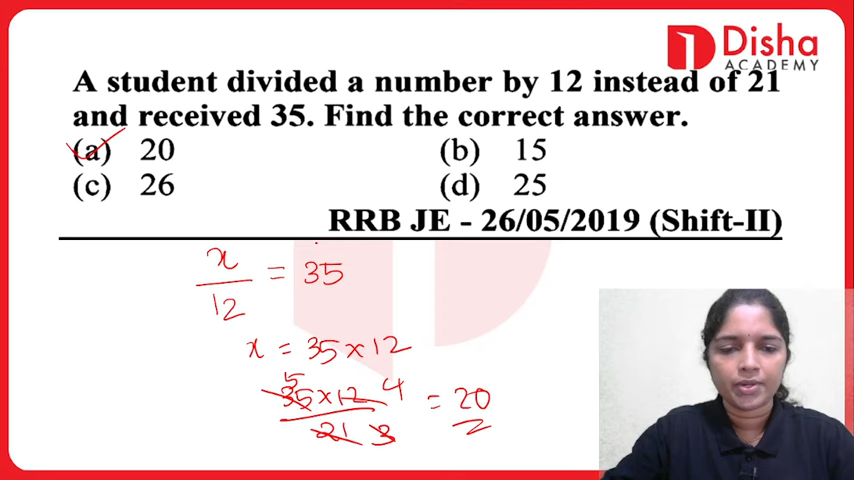 Disha
ACADEMY
A student divided a number by 12 instead of 21
and received 35. Find the correct answer.
(a) 20 (b) 15
(c) 26 (d) 25
RRB JE - 26/05/2019 (Shift-II)
x/12 = 35
x = 35 × 12
5 4
35 × 12 / 21 3 = 20